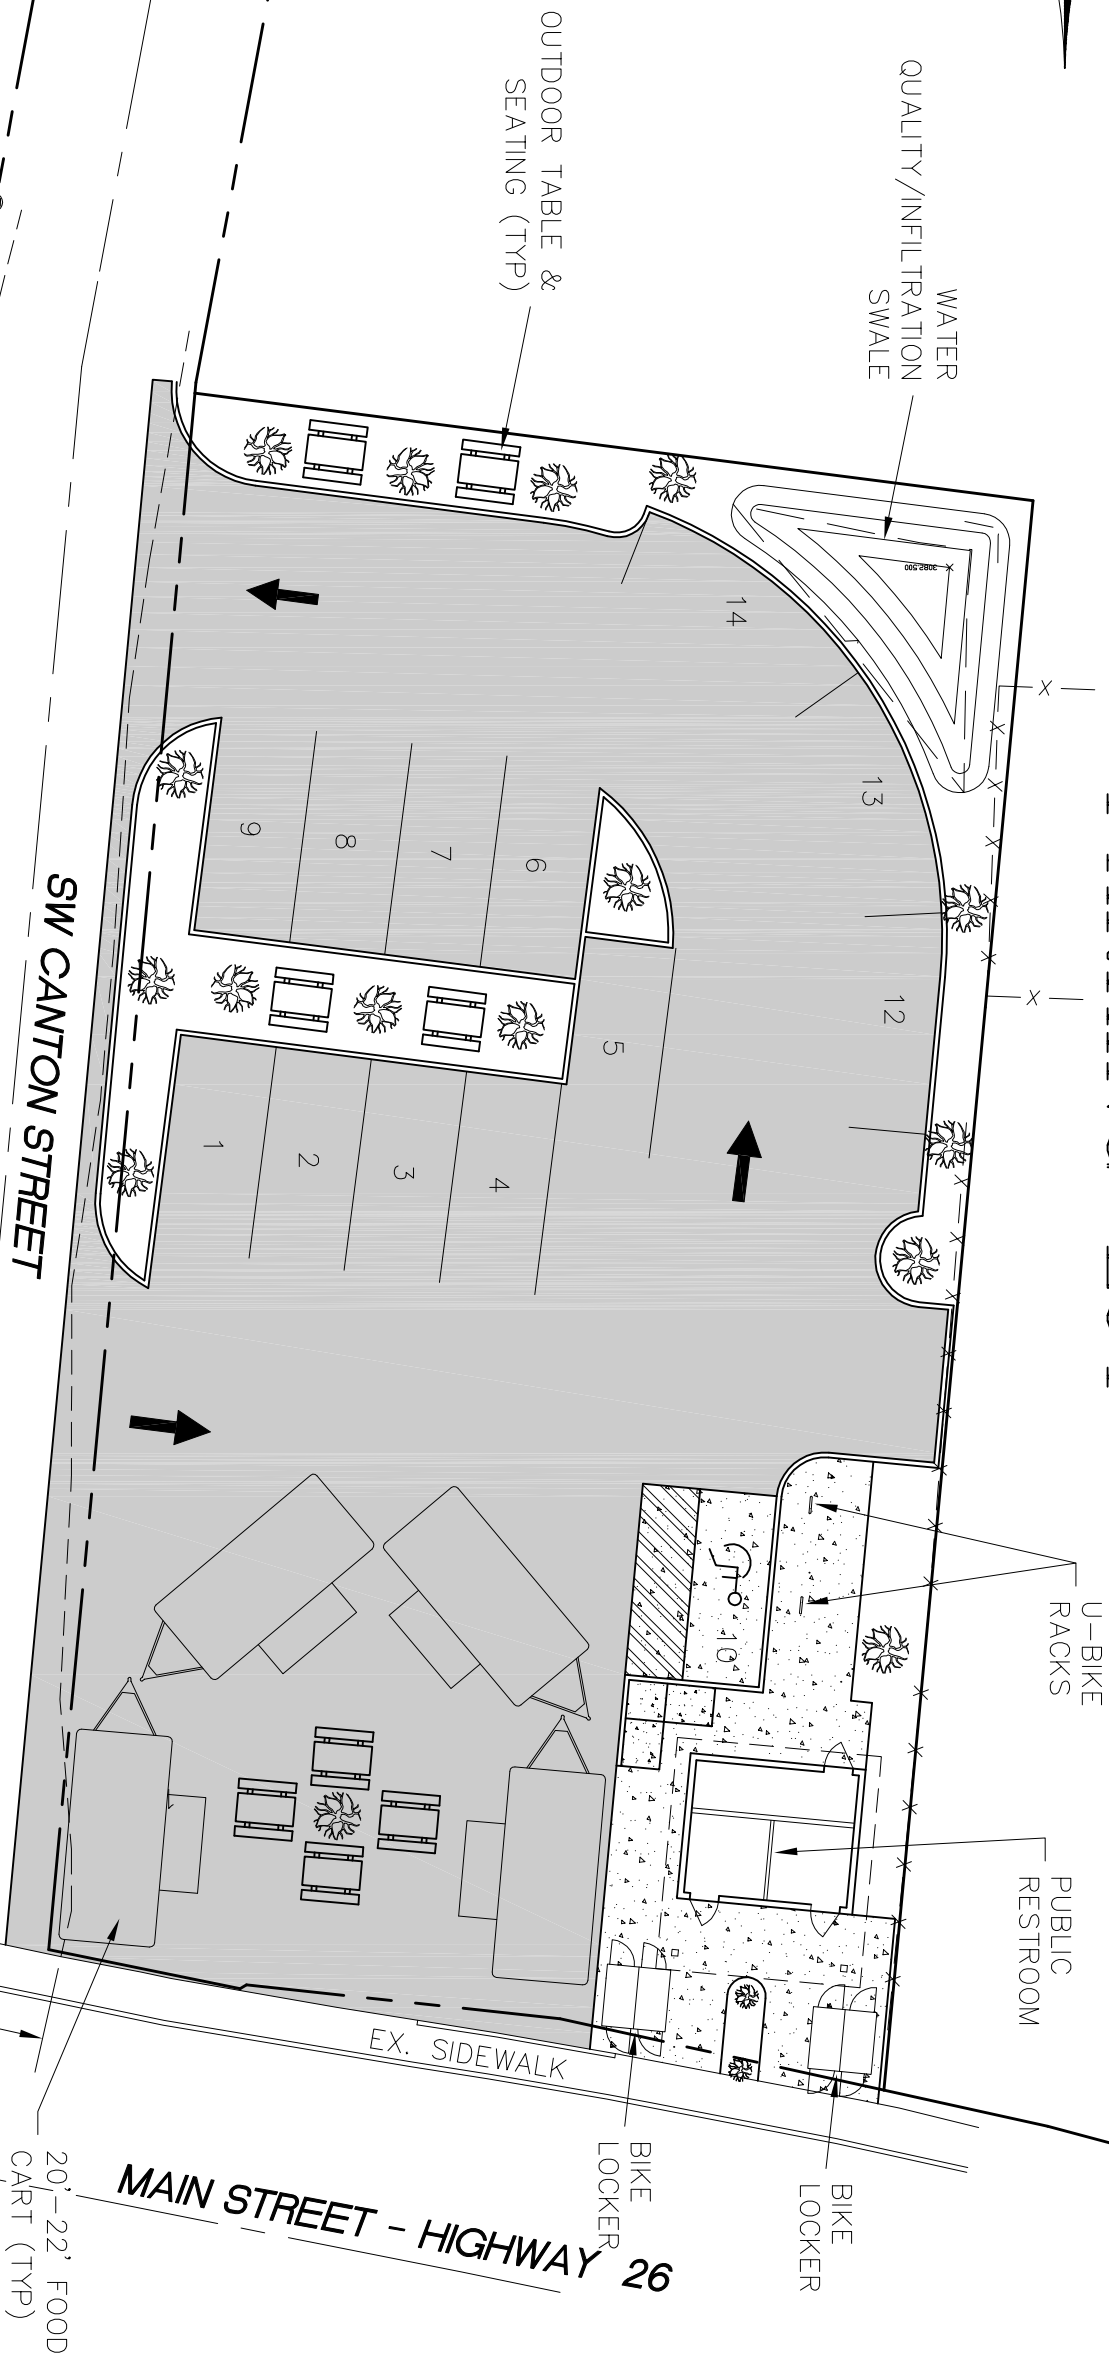 OUTDOOR TABLE &
SEATING (TYP)
WATER
QUALITY/INFILTRATION
SWALE
3082.500
14
13
12
9
8
7
6
5
1
2
3
4
10
X
X
SW CANTON STREET
U-BIKE
RACKS
PUBLIC
RESTROOM
EX. SIDEWALK
BIKE
LOCKER
BIKE
LOCKER
MAIN STREET - HIGHWAY 26
20'-22' FOOD
CART (TYP)